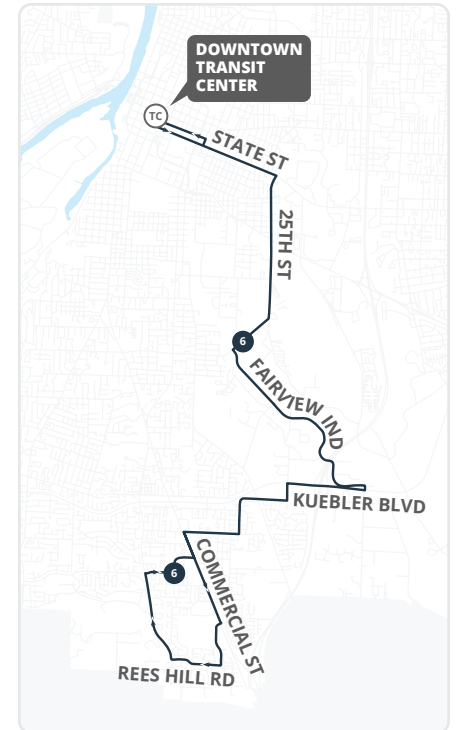 DOWNTOWN
TRANSIT
CENTER
TC
STATE ST
25TH ST
6
FAIRVIEW IND
KUEBLER BLVD
COMMERCIAL ST
6
REES HILL RD